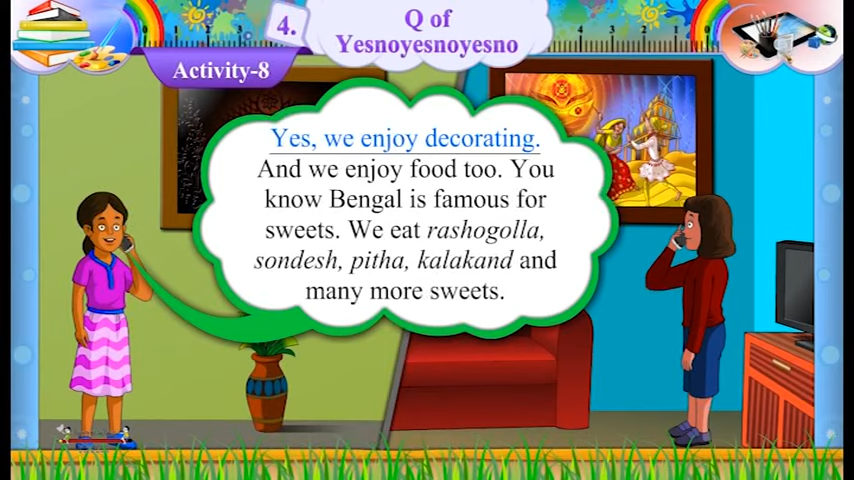 4.
Q of
Yesnoyesnoyesno
Activity-8
Yes, we enjoy decorating.
And we enjoy food too. You
know Bengal is famous for
sweets. We eat rashogolla,
sondesh, pitha, kalakand and
many more sweets.